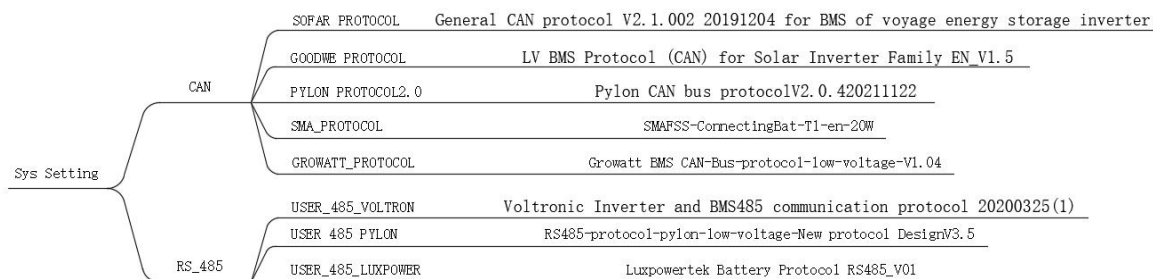 SOFAR PROTOCOL General CAN protocol V2.1.002 20191204 for BMS of voyage energy storage inverter
GOODWE PROTOCOL LV BMS Protocol (CAN) for Solar Inverter Family EN_V1.5
CAN
PYLON PROTOCOL2.0 Pylon CAN bus protocolV2.0.420211122
SMA_PROTOCOL SMAFSS-ConnectingBat-T1-en-20W
GROWATT_PROTOCOL Growatt BMS CAN-Bus-protocol-low-voltage-V1.04
Sys Setting
USER_485_VOLTRON Voltronic Inverter and BMS485 communication protocol 20200325(1)
USER 485 PYLON RS485-protocol-pylon-low-voltage-New protocol DesignV3.5
RS_485
USER_485_LUXPOWER Luxpowertek Battery Protocol RS485_V01